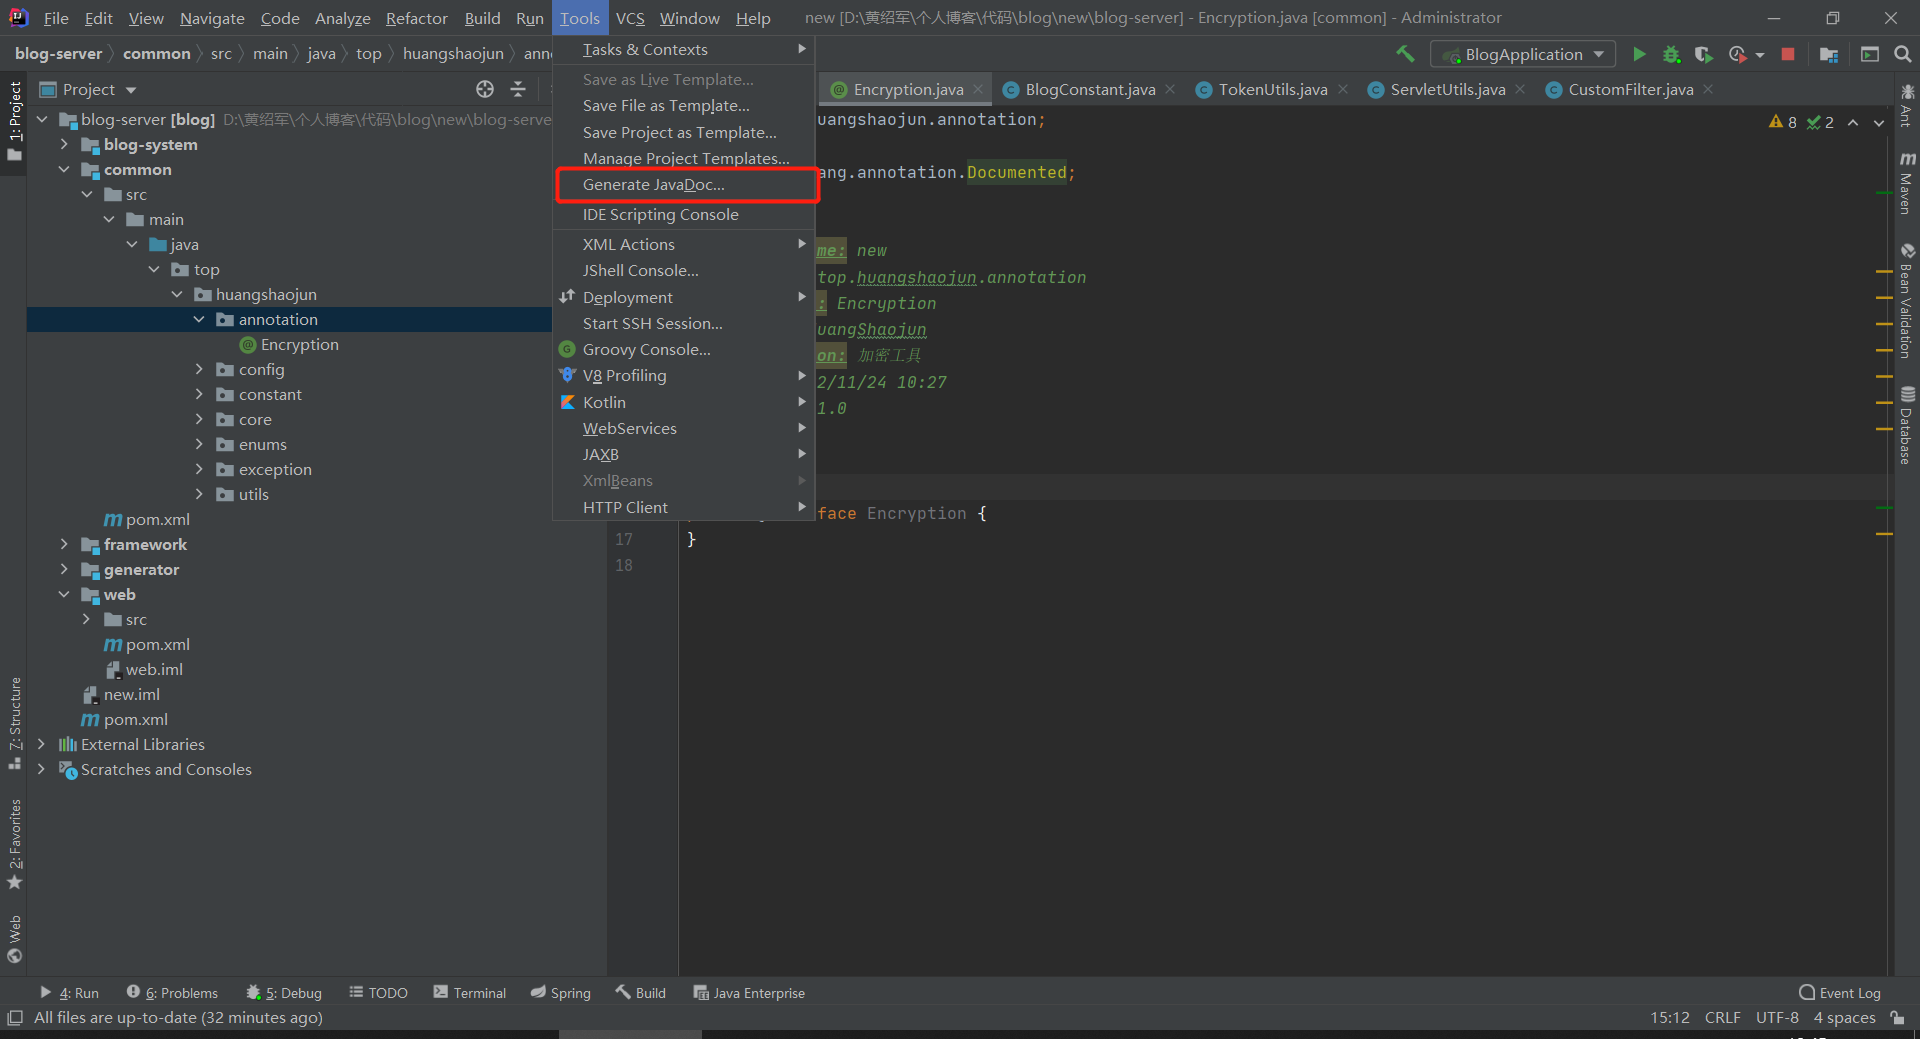 File Edit View Navigate Code Analyze Refactor Build Run Tools VCS Window Help new [D:\黄绍军\个人博客\代码\blog\new\blog-server] - Encryption.java [common] - Administrator
blog-server common src main java top huangshaojun
BlogApplication
1: Project
Project
Encryption.java BlogConstant.java TokenUtils.java ServletUtils.java CustomFilter.java
blog-server [blog] D:\黄绍军\个人博客\代码\blog\new\blog-serve
blog-system
common
src
main
java
top
huangshaojun
annotation
Encryption
config
constant
core
enums
exception
utils
pom.xml
framework
generator
web
src
pom.xml
web.iml
new.iml
pom.xml
External Libraries
Scratches and Consoles
Tasks & Contexts
Save as Live Template...
Save File as Template...
Save Project as Template...
Manage Project Templates...
Generate JavaDoc...
IDE Scripting Console
XML Actions
JShell Console...
Deployment
Start SSH Session...
Groovy Console...
V8 Profiling
Kotlin
WebServices
JAXB
XmlBeans
HTTP Client
uangshaojun.annotation;
8 2
ang.annotation.Documented;
me: new
top.huangshaojun.annotation
: Encryption
uangShaojun
on: 加密工具
2/11/24 10:27
1.0
face Encryption {
17 }
18
Ant
Maven
Bean Validation
Database
7: Structure
2: Favorites
Web
4: Run 6: Problems 5: Debug TODO Terminal Spring Build Java Enterprise Event Log
All files are up-to-date (32 minutes ago) 15:12 CRLF UTF-8 4 spaces